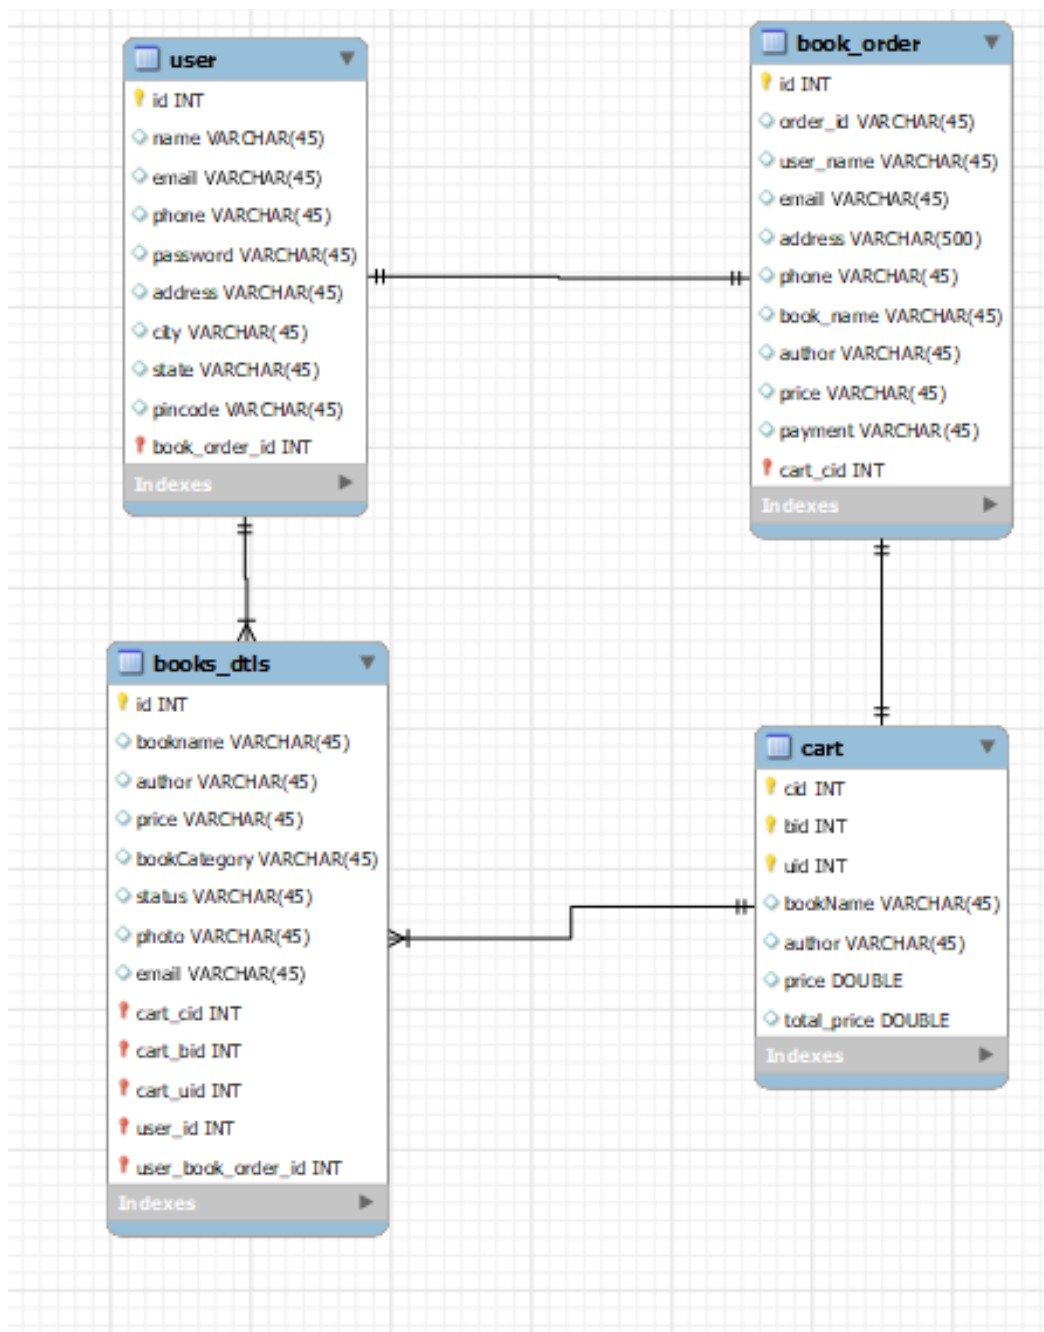 user
id INT
name VARCHAR(45)
email VARCHAR(45)
phone VARCHAR(45)
password VARCHAR(45)
address VARCHAR(45)
city VARCHAR(45)
state VARCHAR(45)
pincode VARCHAR(45)
book_order_id INT
Indexes
book_order
id INT
order_id VARCHAR(45)
user_name VARCHAR(45)
email VARCHAR(45)
address VARCHAR(500)
phone VARCHAR(45)
book_name VARCHAR(45)
author VARCHAR(45)
price VARCHAR(45)
payment VARCHAR(45)
cart_cid INT
Indexes
books_dtls
id INT
bookname VARCHAR(45)
author VARCHAR(45)
price VARCHAR(45)
bookCategory VARCHAR(45)
status VARCHAR(45)
photo VARCHAR(45)
email VARCHAR(45)
cart_cid INT
cart_bid INT
cart_uid INT
user_id INT
user_book_order_id INT
Indexes
cart
cid INT
bid INT
uid INT
bookName VARCHAR(45)
author VARCHAR(45)
price DOUBLE
total_price DOUBLE
Indexes